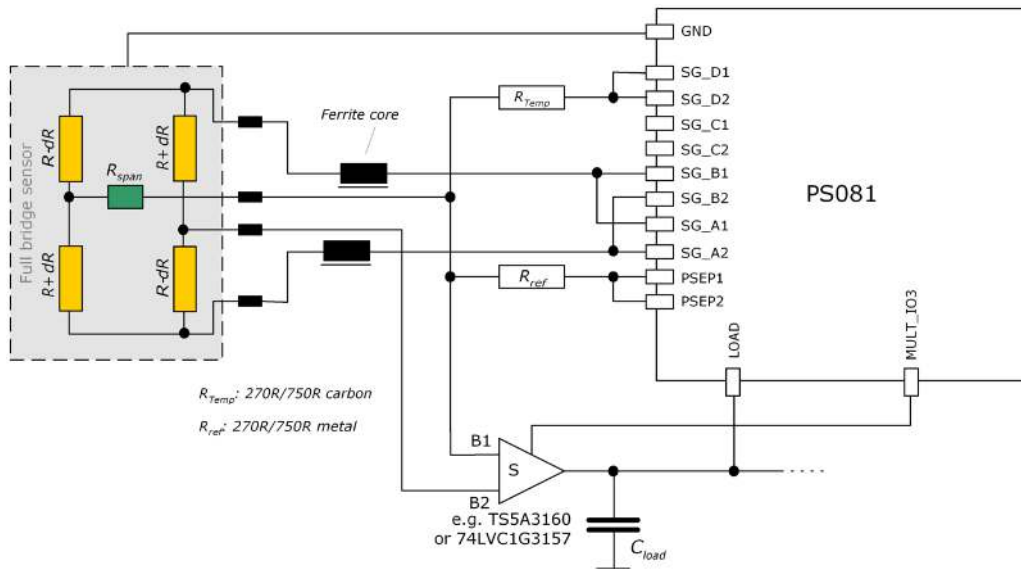 GND
SG_D1
SG_D2
SG_C1
SG_C2
SG_B1
SG_B2
SG_A1
SG_A2
PSEP1
PSEP2
PS081
LOAD
MULT_IO3
R_Temp
R_ref
Ferrite core
Full bridge sensor
R-dR
R+dR
R_span
R+dR
R-dR
R_Temp: 270R/750R carbon
R_ref: 270R/750R metal
B1
S
B2
e.g. TS5A3160
or 74LVC1G3157
C_load